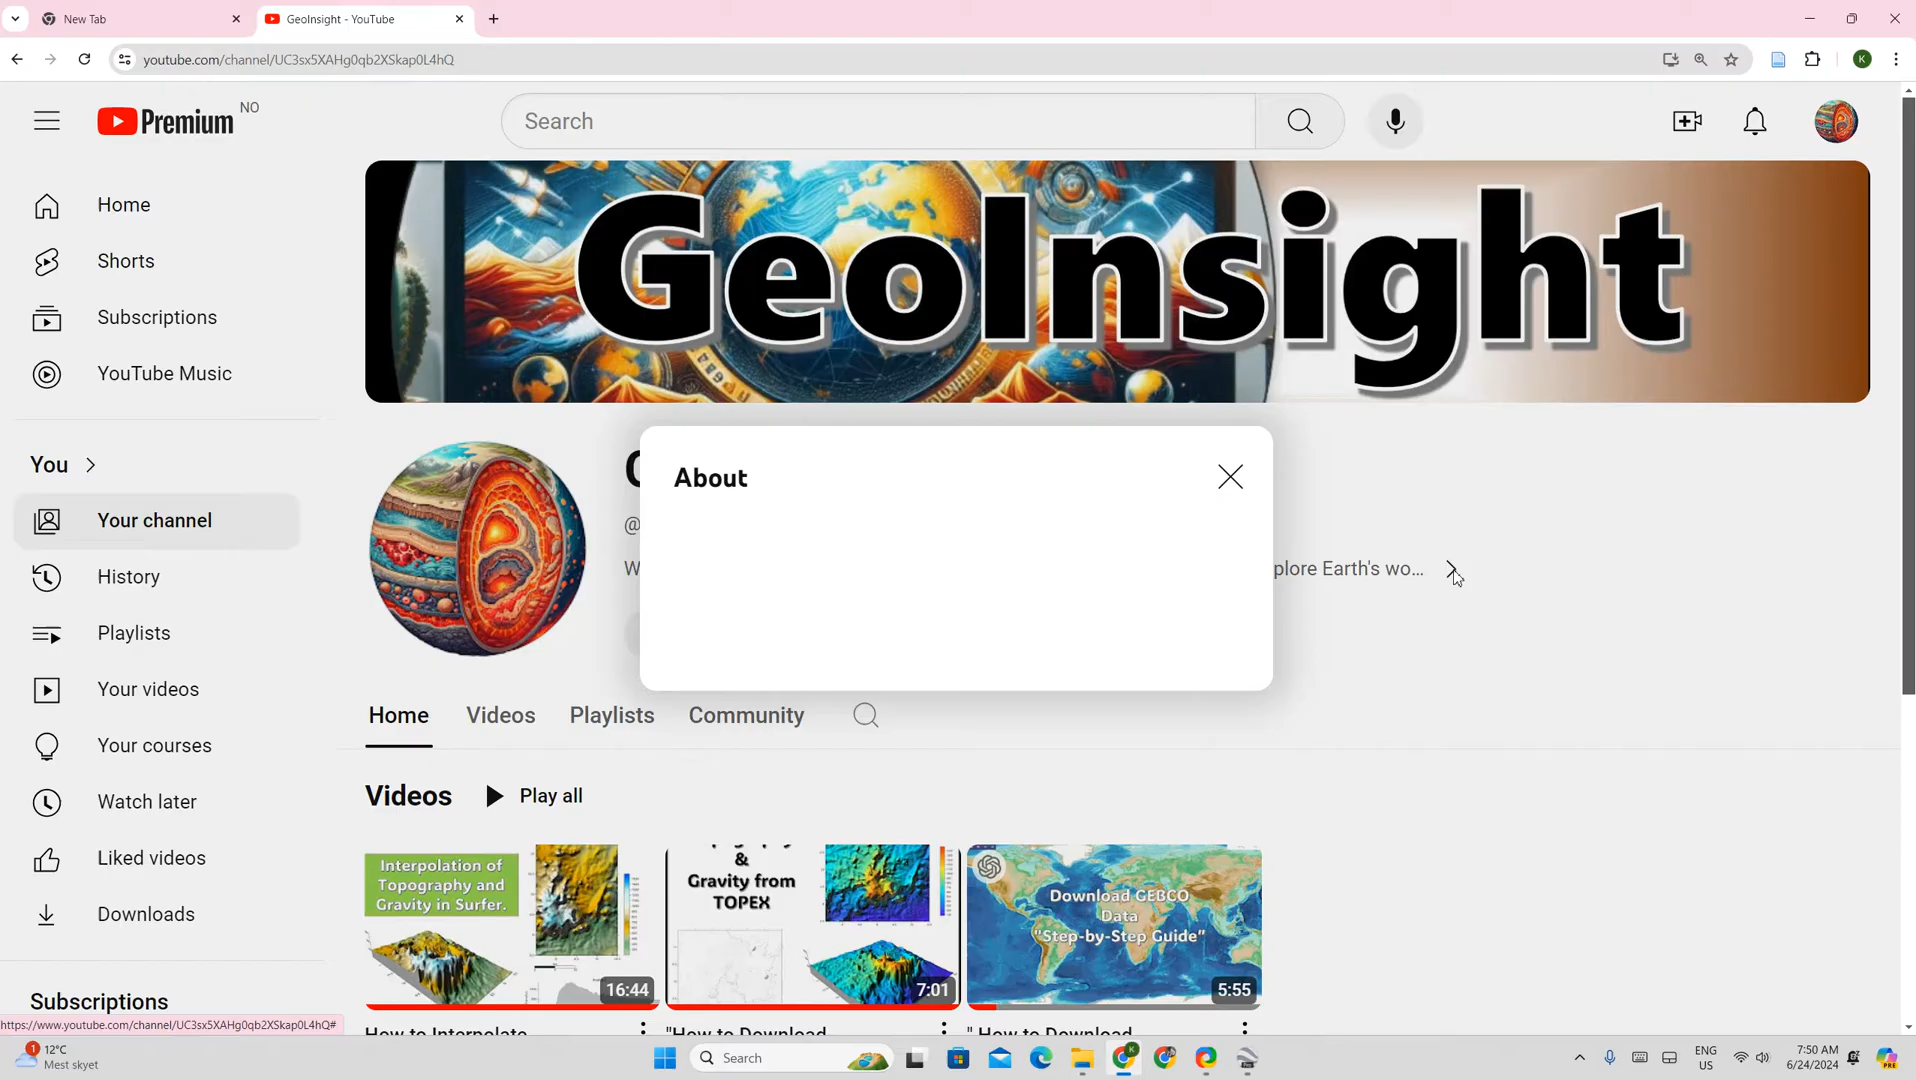 New Tab
GeoInsight - YouTube
youtube.com/channel/UC3sx5XAHg0qb2XSkap0L4hQ
K
Premium NO
Search
GeoInsight
Home
Shorts
Subscriptions
YouTube Music
You
Your channel
History
Playlists
Your videos
Your courses
Watch later
Liked videos
Downloads
Subscriptions
About
@
W
plore Earth's wo...
Home Videos Playlists Community
Videos Play all
Interpolation of
Topography and
Gravity in Surfer.
16:44
&
Gravity from
TOPEX
7:01
Download GEBCO
Data
"Step-by-Step Guide"
5:55
How to Interpolate
"How to Download
" How to Download
https://www.youtube.com/channel/UC3sx5XAHg0qb2XSkap0L4hQ#
1
12°C
Mest skyet
Search
K
ENG
US
7:50 AM
6/24/2024
PRE